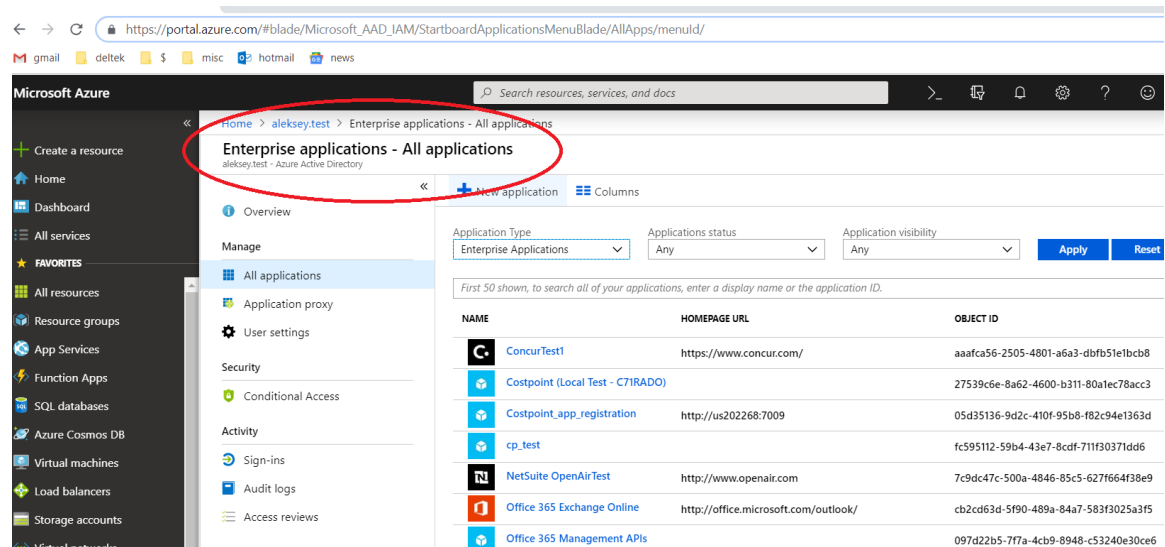 https://portal.azure.com/#blade/Microsoft_AAD_IAM/StartboardApplicationsMenuBlade/AllApps/menuId/
gmail deltek $ misc hotmail news
Microsoft Azure
Search resources, services, and docs
Create a resource
Home
Dashboard
All services
FAVORITES
All resources
Resource groups
App Services
Function Apps
SQL databases
Azure Cosmos DB
Virtual machines
Load balancers
Storage accounts
Virtual networks
Home > aleksey.test > Enterprise applications - All applications
Enterprise applications - All applications
aleksey.test - Azure Active Directory
Overview
Manage
All applications
Application proxy
User settings
Security
Conditional Access
Activity
Sign-ins
Audit logs
Access reviews
New application Columns
Application Type Applications status Application visibility
Enterprise Applications Any Any Apply Reset
First 50 shown, to search all of your applications, enter a display name or the application ID.
NAME HOMEPAGE URL OBJECT ID
ConcurTest1 https://www.concur.com/ aaafca56-2505-4801-a6a3-dbfb51e1bcb8
Costpoint (Local Test - C71RADO) 27539c6e-8a62-4600-b311-80a1ec78acc3
Costpoint_app_registration http://us202268:7009 05d35136-9d2c-410f-95b8-f82c94e1363d
cp_test fc595112-59b4-43e7-8cdf-711f30371dd6
NetSuite OpenAirTest http://www.openair.com 7c9dc47c-500a-4846-85c5-627f664f38e9
Office 365 Exchange Online http://office.microsoft.com/outlook/ cb2cd63d-5f90-489a-84a7-583f3025a3f5
Office 365 Management APIs 097d22b5-7f7a-4cb9-8948-c53240e30ce6